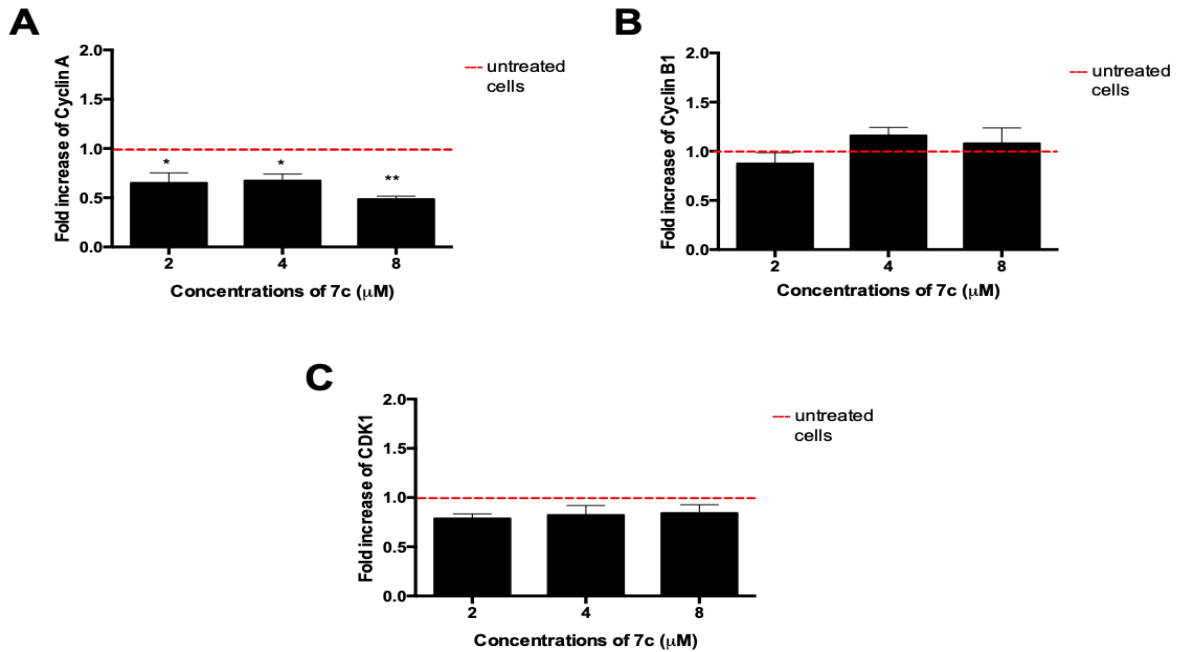 A
Fold increase of Cyclin A
2.0
1.5
1.0
0.5
0.0
*
*
**
2 4 8
Concentrations of 7c (μM)
--- untreated
cells
B
Fold increase of Cyclin B1
2.0
1.5
1.0
0.5
0.0
2 4 8
Concentrations of 7c (μM)
--- untreated
cells
C
Fold increase of CDK1
2.0
1.5
1.0
0.5
0.0
2 4 8
Concentrations of 7c (μM)
--- untreated
cells